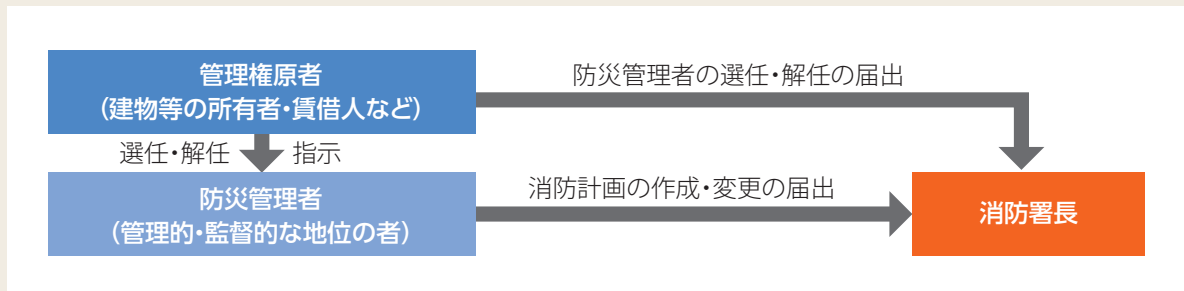 管理権原者
(建物等の所有者・賃借人など)
防災管理者の選任・解任の届出
選任・解任
指示
防災管理者
(管理的・監督的な地位の者)
消防計画の作成・変更の届出
消防署長